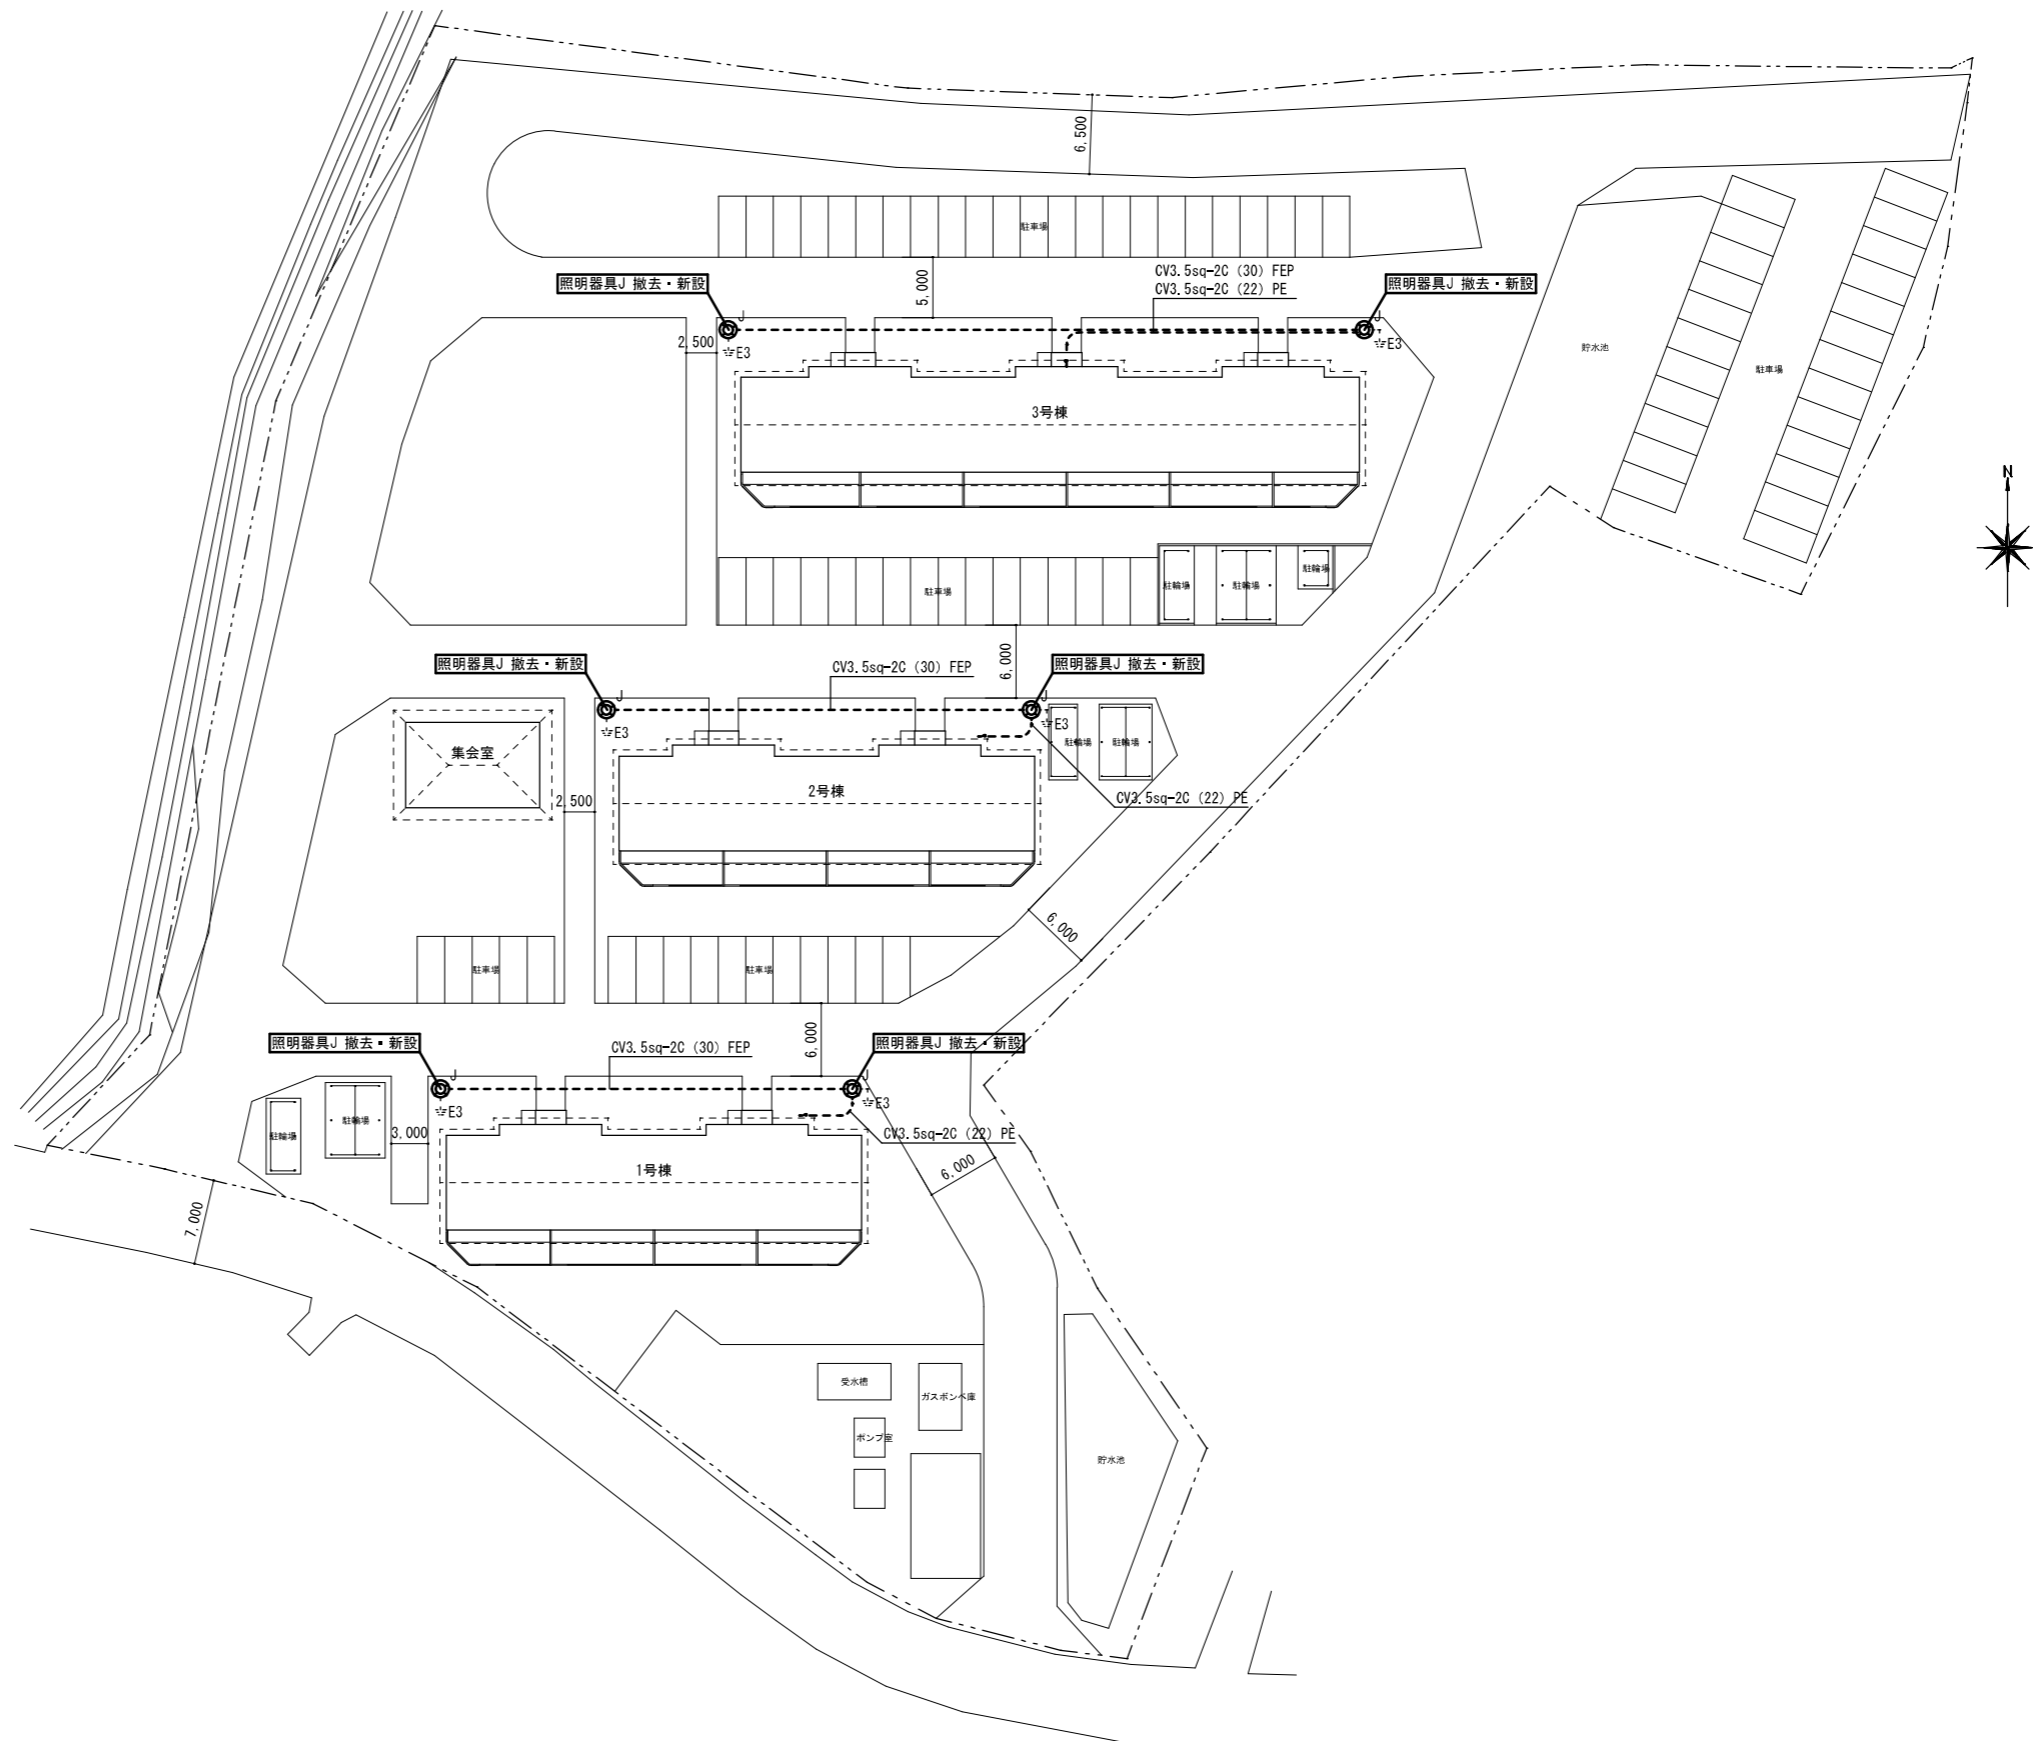 N
6,500
駐車場
CV3.5sq-2C (30) FEP
CV3.5sq-2C (22) PE
照明器具J 撤去・新設
照明器具J 撤去・新設
5,000
J
J
2,500
E3
E3
貯水池
駐車場
3号棟
駐車場
駐輪場
駐輪場
駐輪場
照明器具J 撤去・新設
CV3.5sq-2C (30) FEP
6,000
照明器具J 撤去・新設
J
J
E3
E3
集会室
駐輪場
駐輪場
2,500
2号棟
CV3.5sq-2C (22) PE
6,000
駐車場
駐車場
照明器具J 撤去・新設
CV3.5sq-2C (30) FEP
6,000
照明器具J 撤去・新設
J
J
E3
E3
駐輪場
駐輪場
3,000
CV3.5sq-2C (22) PE
1号棟
6,000
7,000
受水槽
ガスボンベ庫
ポンプ室
貯水池